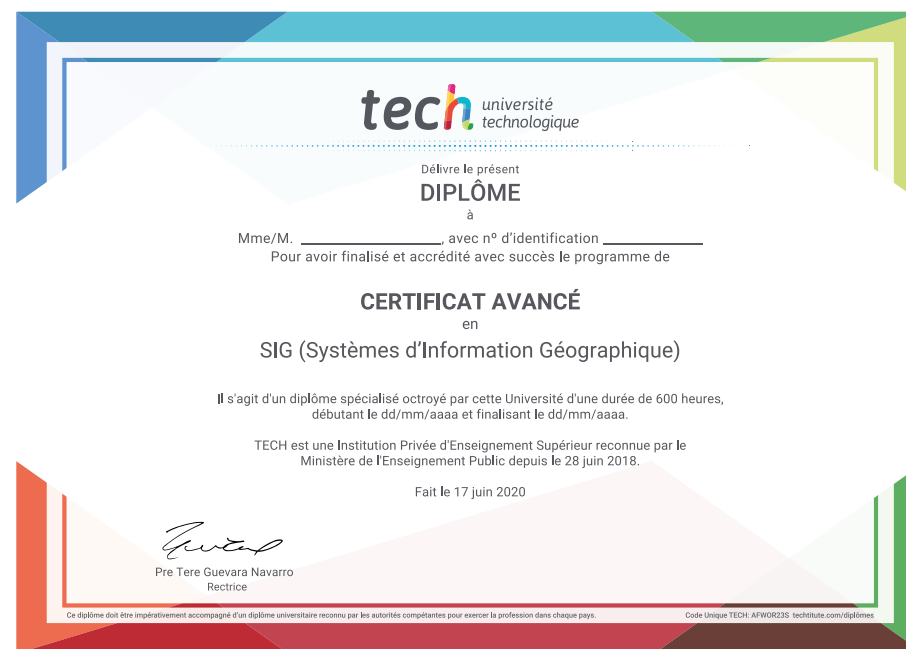 tech université
technologique
Délivre le présent
DIPLÔME
à
Mme/M. ____________________, avec nº d'identification ______________
Pour avoir finalisé et accrédité avec succès le programme de
CERTIFICAT AVANCÉ
en
SIG (Systèmes d'Information Géographique)
Il s'agit d'un diplôme spécialisé octroyé par cette Université d'une durée de 600 heures,
débutant le dd/mm/aaaa et finalisant le dd/mm/aaaa.
TECH est une Institution Privée d'Enseignement Supérieur reconnue par le
Ministère de l'Enseignement Public depuis le 28 juin 2018.
Fait le 17 juin 2020
Pre Tere Guevara Navarro
Rectrice
Ce diplôme doit être impérativement accompagné d'un diplôme universitaire reconnu par les autorités compétantes pour exercer la profession dans chaque pays.
Code Unique TECH: AFWOR23S techtitute.com/diplômes